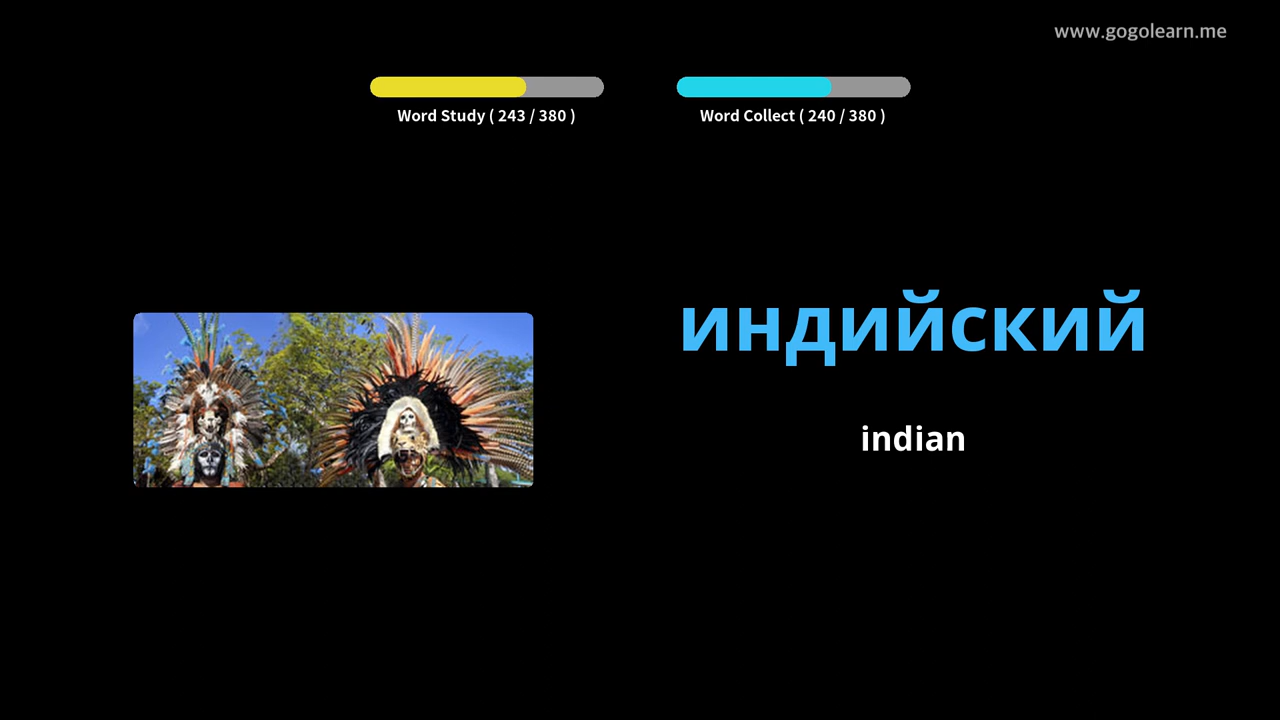 www.gogolearn.me
Word Study ( 243 / 380 )
Word Collect ( 240 / 380 )
индийский
indian